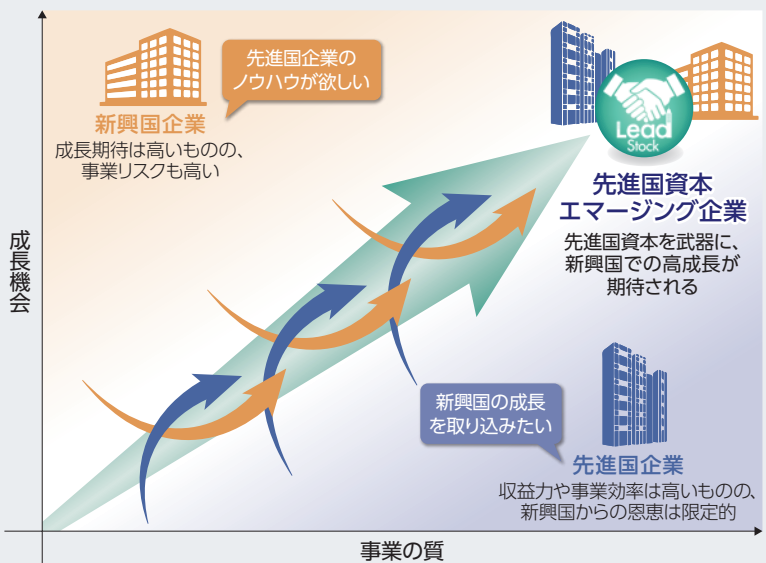 先進国企業の
ノウハウが欲しい
新興国企業
成長期待は高いものの、
事業リスクも高い
Lead
Stock
先進国資本
エマージング企業
先進国資本を武器に、
新興国での高成長が
期待される
成長機会
新興国の成長
を取り込みたい
先進国企業
収益力や事業効率は高いものの、
新興国からの恩恵は限定的
事業の質